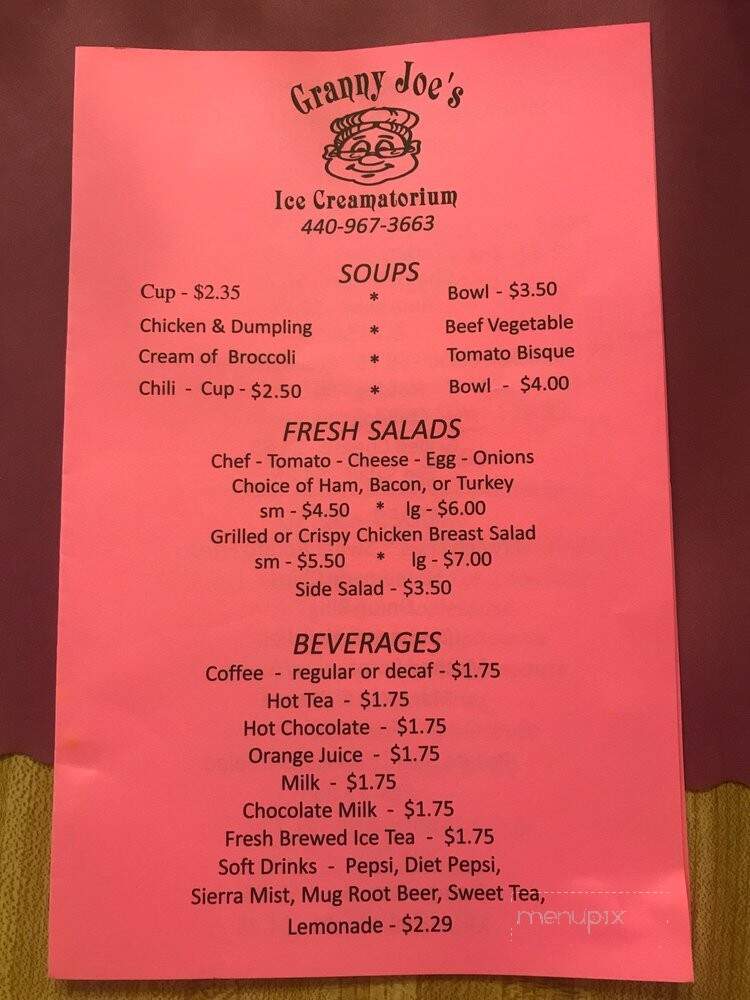 Granny Joe's
Ice Creamatorium
440-967-3663
SOUPS
Cup - $2.35 * Bowl - $3.50
Chicken & Dumpling * Beef Vegetable
Cream of Broccoli * Tomato Bisque
Chili - Cup - $2.50 * Bowl - $4.00
FRESH SALADS
Chef - Tomato - Cheese - Egg - Onions
Choice of Ham, Bacon, or Turkey
sm - $4.50 * lg - $6.00
Grilled or Crispy Chicken Breast Salad
sm - $5.50 * lg - $7.00
Side Salad - $3.50
BEVERAGES
Coffee - regular or decaf - $1.75
Hot Tea - $1.75
Hot Chocolate - $1.75
Orange Juice - $1.75
Milk - $1.75
Chocolate Milk - $1.75
Fresh Brewed Ice Tea - $1.75
Soft Drinks - Pepsi, Diet Pepsi,
Sierra Mist, Mug Root Beer, Sweet Tea,
Lemonade - $2.29
menupix